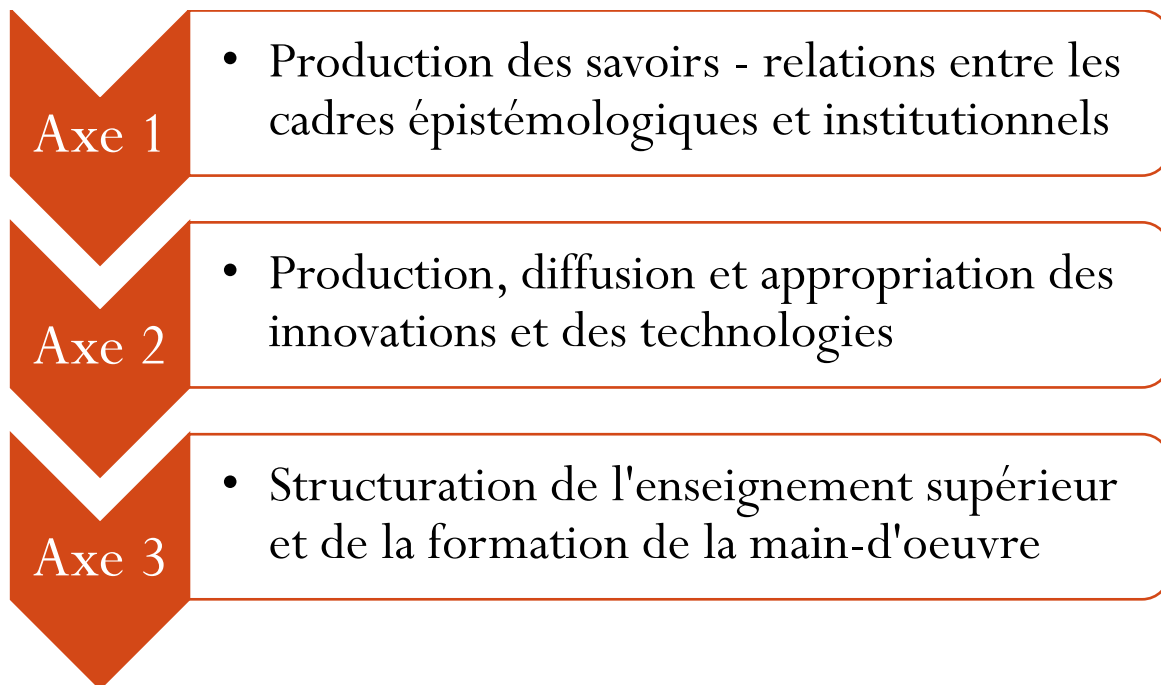 Axe 1
• Production des savoirs - relations entre les
cadres épistémologiques et institutionnels
Axe 2
• Production, diffusion et appropriation des
innovations et des technologies
Axe 3
• Structuration de l'enseignement supérieur
et de la formation de la main-d'oeuvre